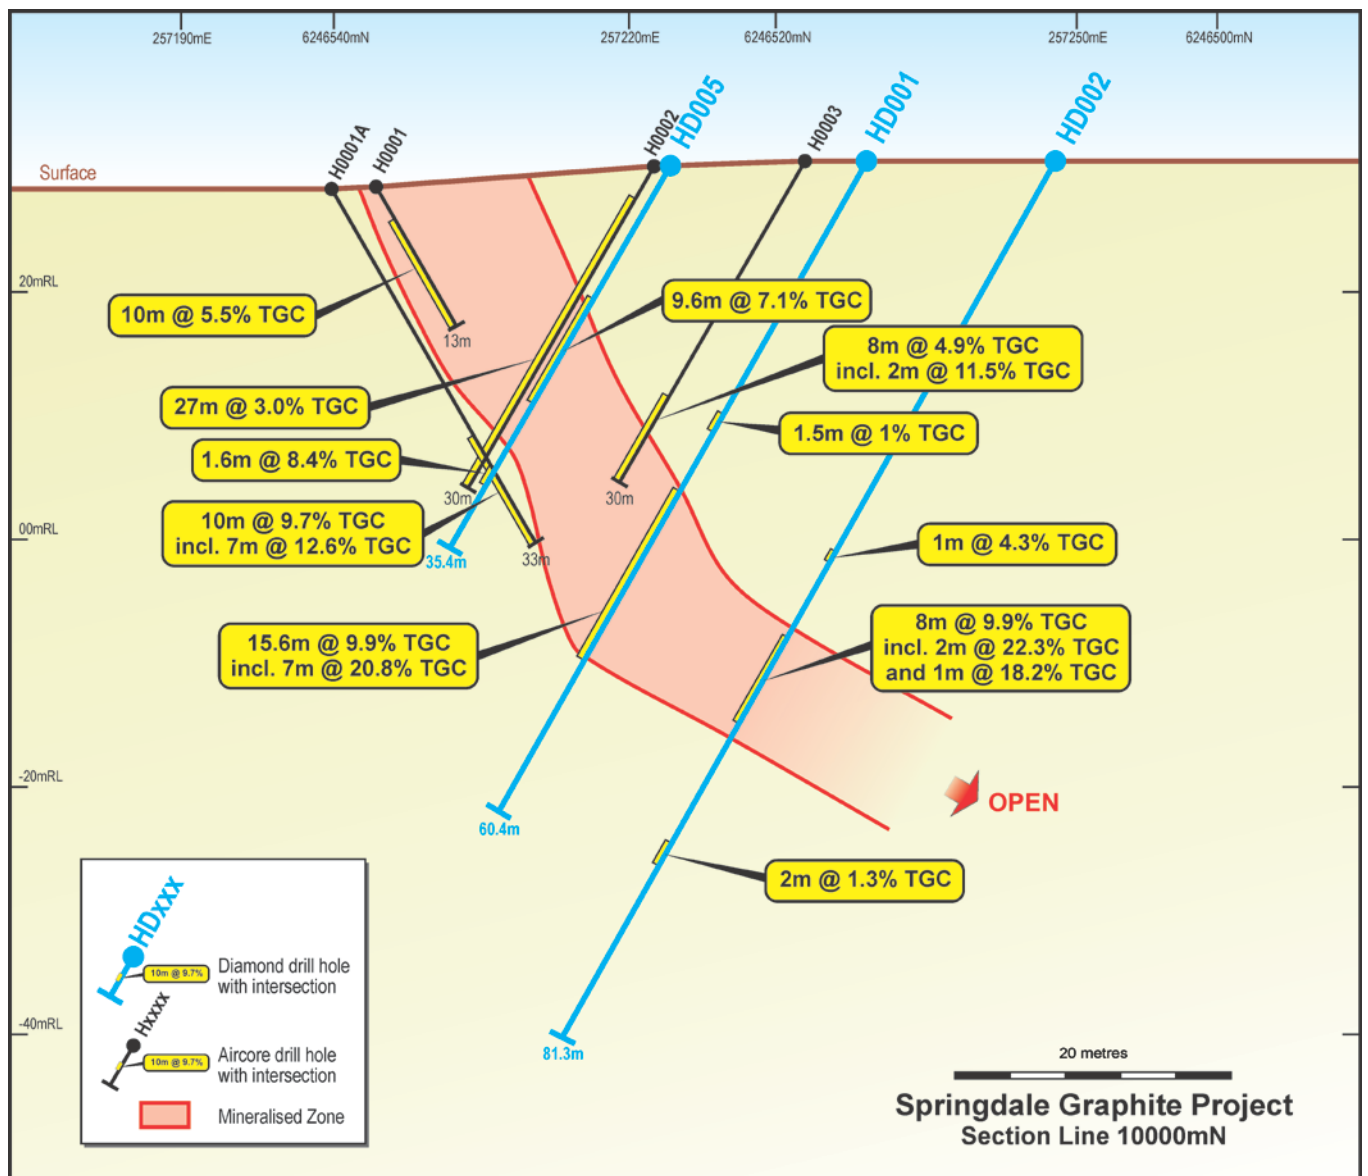 257190mE
6246540mN
257220mE
6246520mN
257250mE
6246500mN
H0001A
H0001
H0002
HD005
H0003
HD001
HD002
Surface
20mRL
10m @ 5.5% TGC
9.6m @ 7.1% TGC
13m
8m @ 4.9% TGC
incl. 2m @ 11.5% TGC
27m @ 3.0% TGC
1.5m @ 1% TGC
1.6m @ 8.4% TGC
30m
30m
10m @ 9.7% TGC
incl. 7m @ 12.6% TGC
00mRL
35.4m
33m
1m @ 4.3% TGC
15.6m @ 9.9% TGC
incl. 7m @ 20.8% TGC
8m @ 9.9% TGC
incl. 2m @ 22.3% TGC
and 1m @ 18.2% TGC
-20mRL
OPEN
60.4m
2m @ 1.3% TGC
-40mRL
81.3m
HDxxx
10m @ 9.7%
Diamond drill hole
with intersection
Hxxxx
10m @ 9.7%
Aircore drill hole
with intersection
Mineralised Zone
20 metres
Springdale Graphite Project
Section Line 10000mN